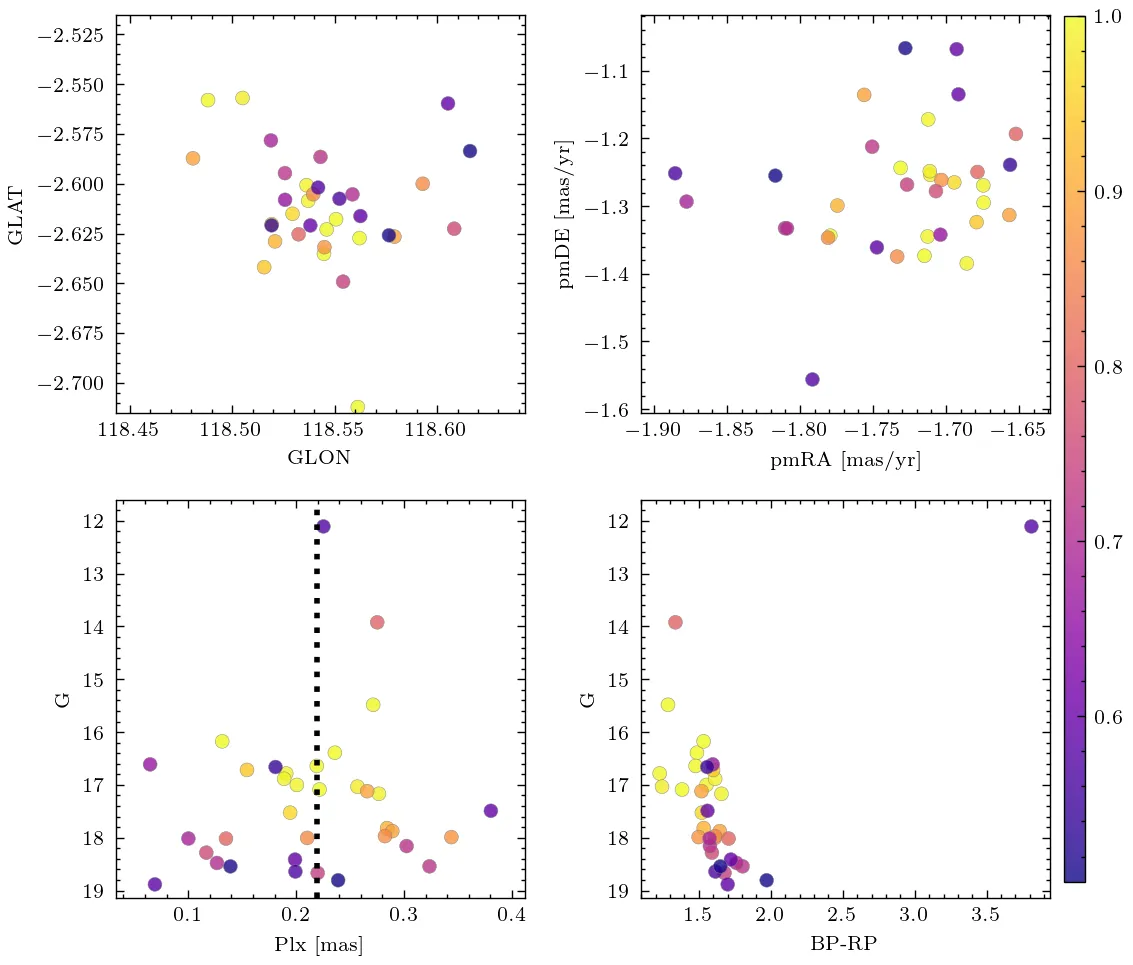 −2.525
−2.550
−2.575
−2.600
−2.625
−2.650
−2.675
−2.700
GLAT
118.45 118.50 118.55 118.60
GLON
−1.1
−1.2
−1.3
−1.4
−1.5
−1.6
pmDE [mas/yr]
−1.90 −1.85 −1.80 −1.75 −1.70 −1.65
pmRA [mas/yr]
12
13
14
15
16
17
18
19
G
0.1 0.2 0.3 0.4
Plx [mas]
12
13
14
15
16
17
18
19
G
1.5 2.0 2.5 3.0 3.5
BP-RP
1.0
0.9
0.8
0.7
0.6